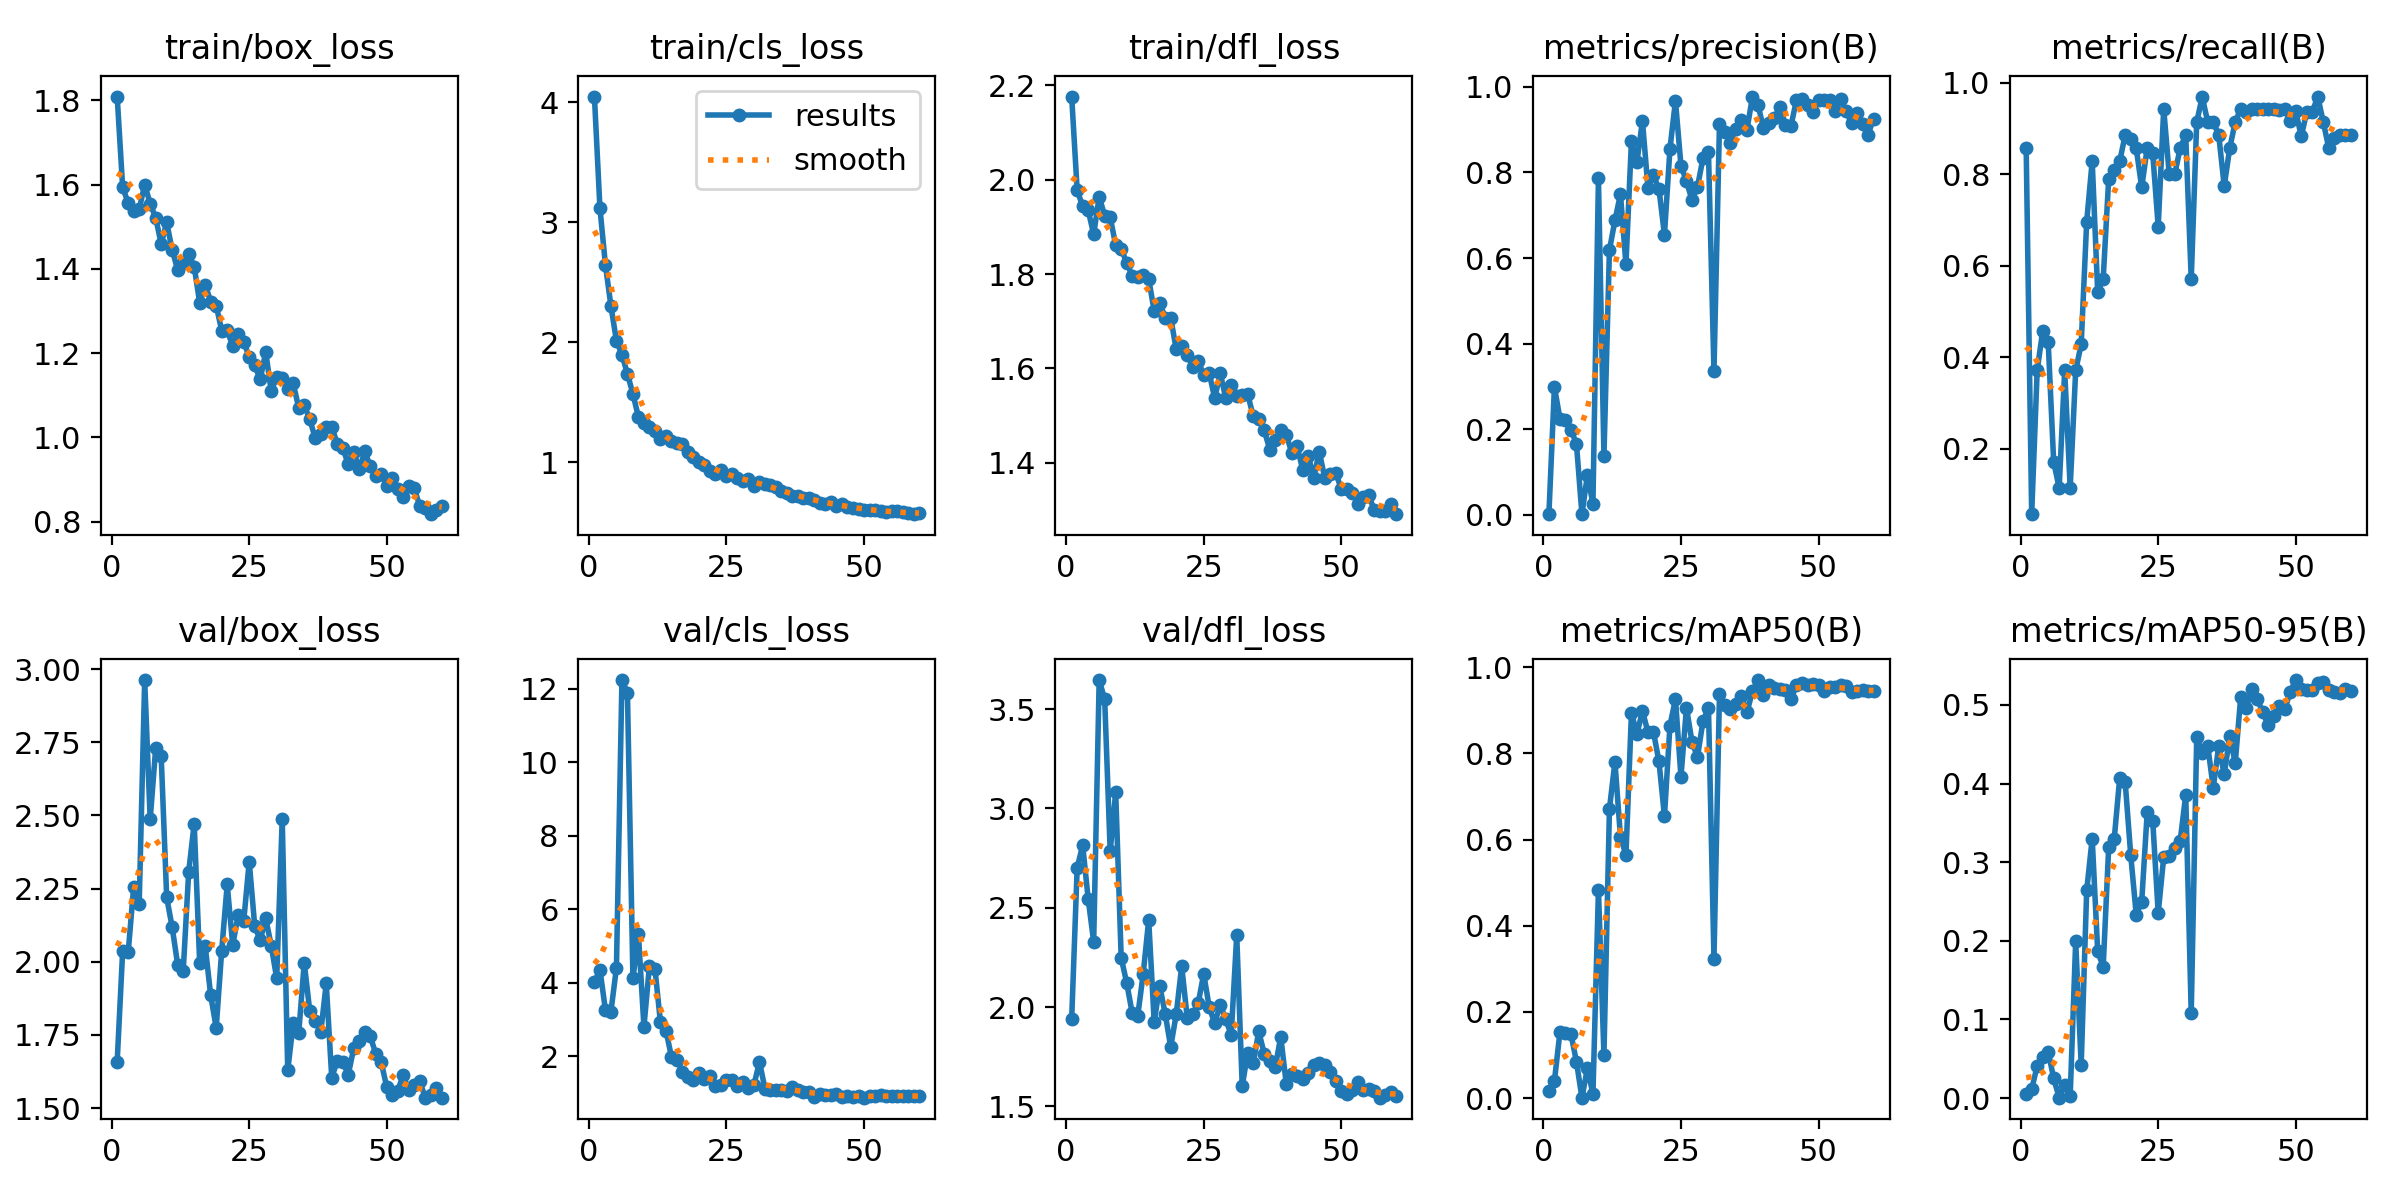 train/box_loss
1.8
1.6
1.4
1.2
1.0
0.8
0 25 50
train/cls_loss
results
smooth
4
3
2
1
0 25 50
train/dfl_loss
2.2
2.0
1.8
1.6
1.4
0 25 50
metrics/precision(B)
1.0
0.8
0.6
0.4
0.2
0.0
0 25 50
metrics/recall(B)
1.0
0.8
0.6
0.4
0.2
0 25 50
val/box_loss
3.00
2.75
2.50
2.25
2.00
1.75
1.50
0 25 50
val/cls_loss
12
10
8
6
4
2
0 25 50
val/dfl_loss
3.5
3.0
2.5
2.0
1.5
0 25 50
metrics/mAP50(B)
1.0
0.8
0.6
0.4
0.2
0.0
0 25 50
metrics/mAP50-95(B)
0.5
0.4
0.3
0.2
0.1
0.0
0 25 50